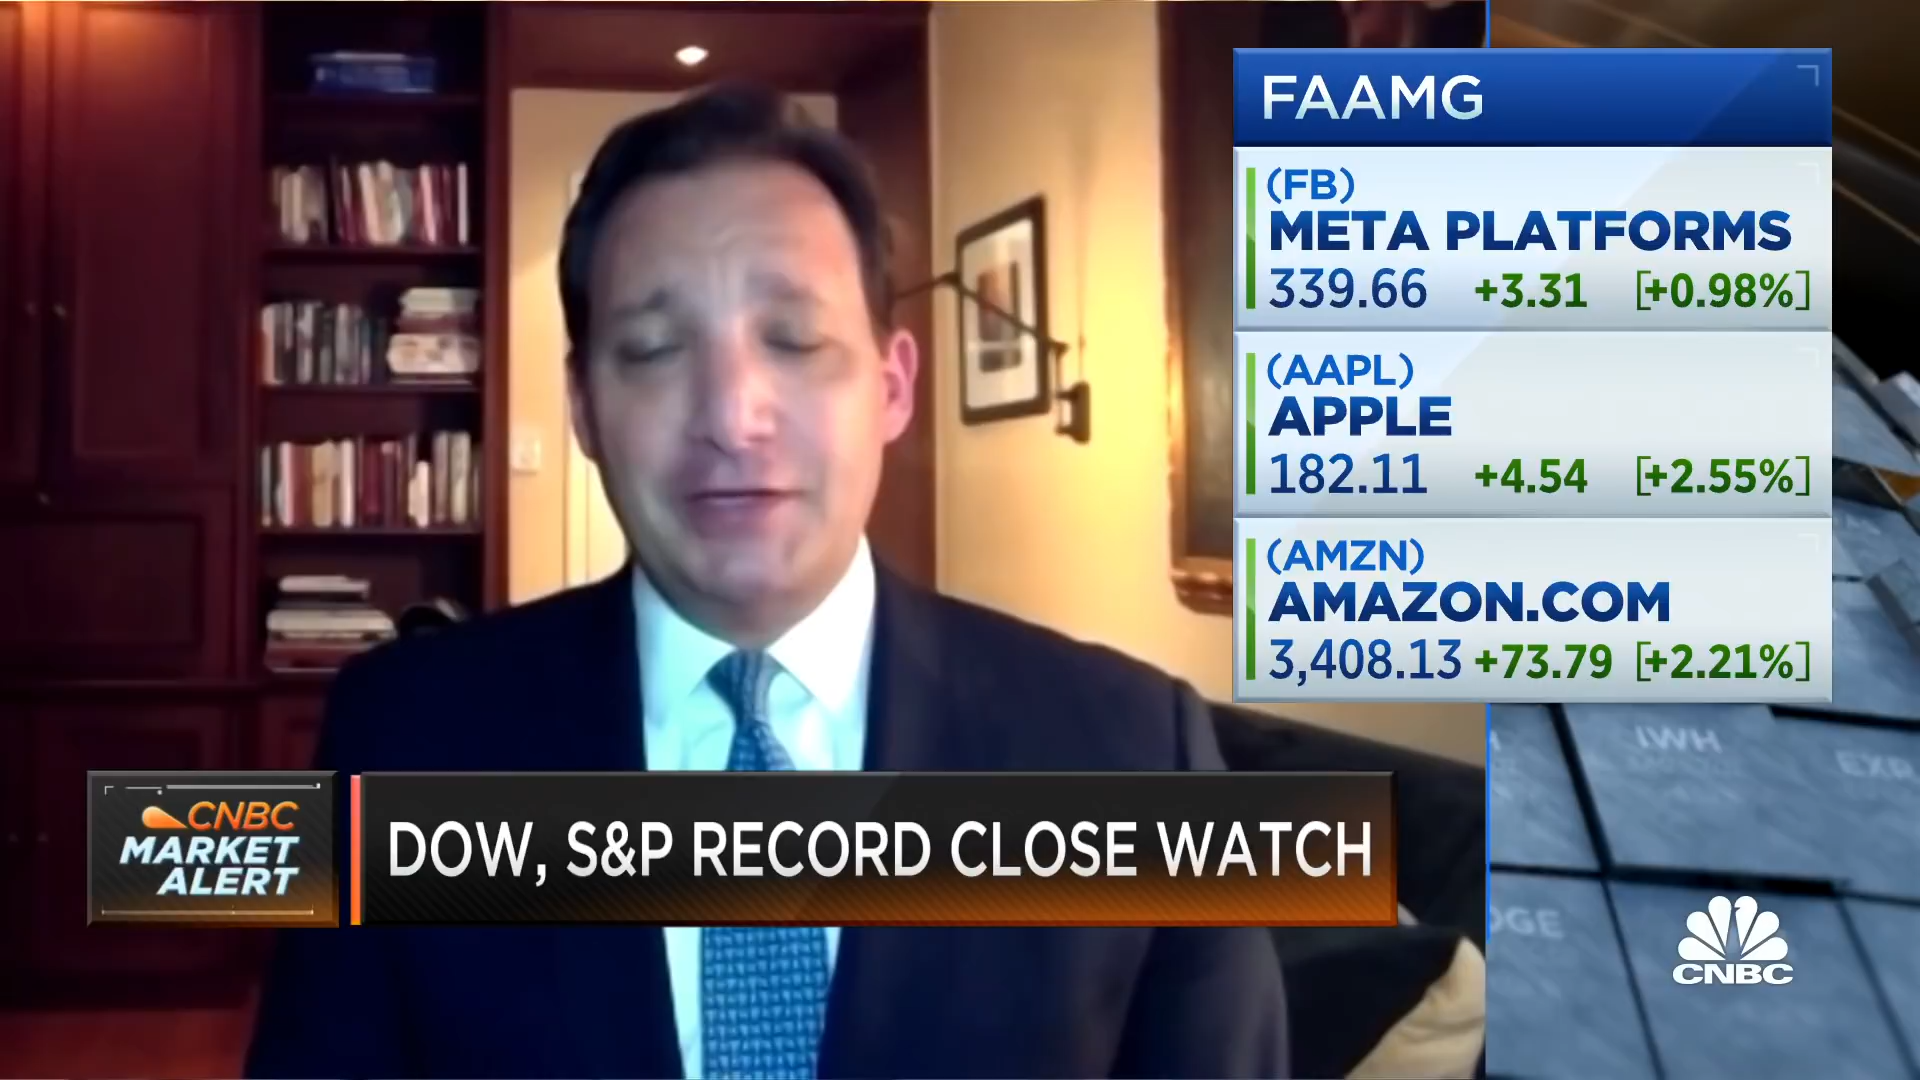 FAAMG
(FB)
META PLATFORMS
339.66 +3.31 [+0.98%]
(AAPL)
APPLE
182.11 +4.54 [+2.55%]
(AMZN)
AMAZON.COM
3,408.13 +73.79 [+2.21%]
IWH
EXR
CNBC
MARKET
ALERT
DOW, S&P RECORD CLOSE WATCH
CNBC